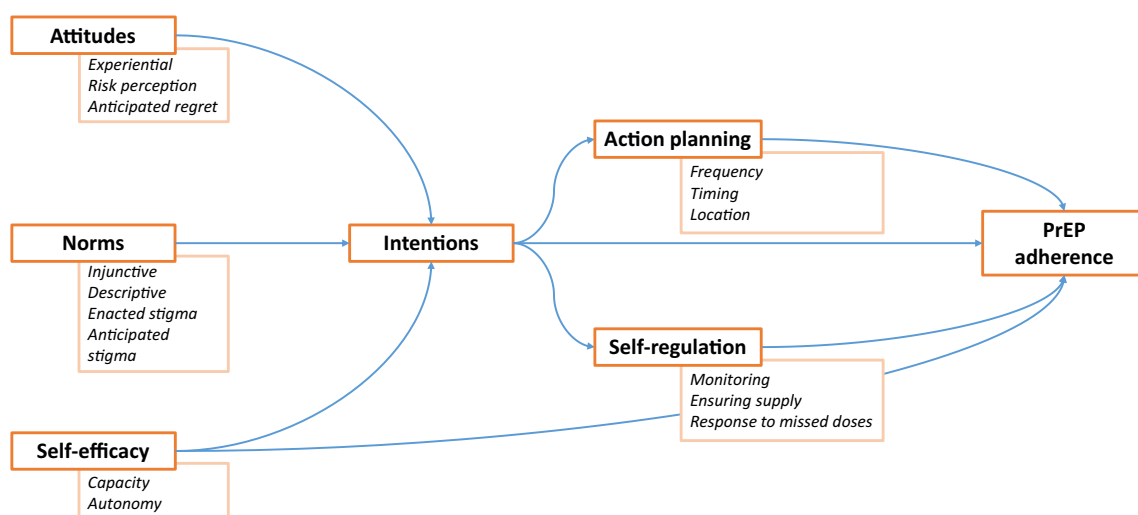 Attitudes
Experiential
Risk perception
Anticipated regret
Norms
Injunctive
Descriptive
Enacted stigma
Anticipated
stigma
Self-efficacy
Capacity
Autonomy
Intentions
Action planning
Frequency
Timing
Location
Self-regulation
Monitoring
Ensuring supply
Response to missed doses
PrEP
adherence